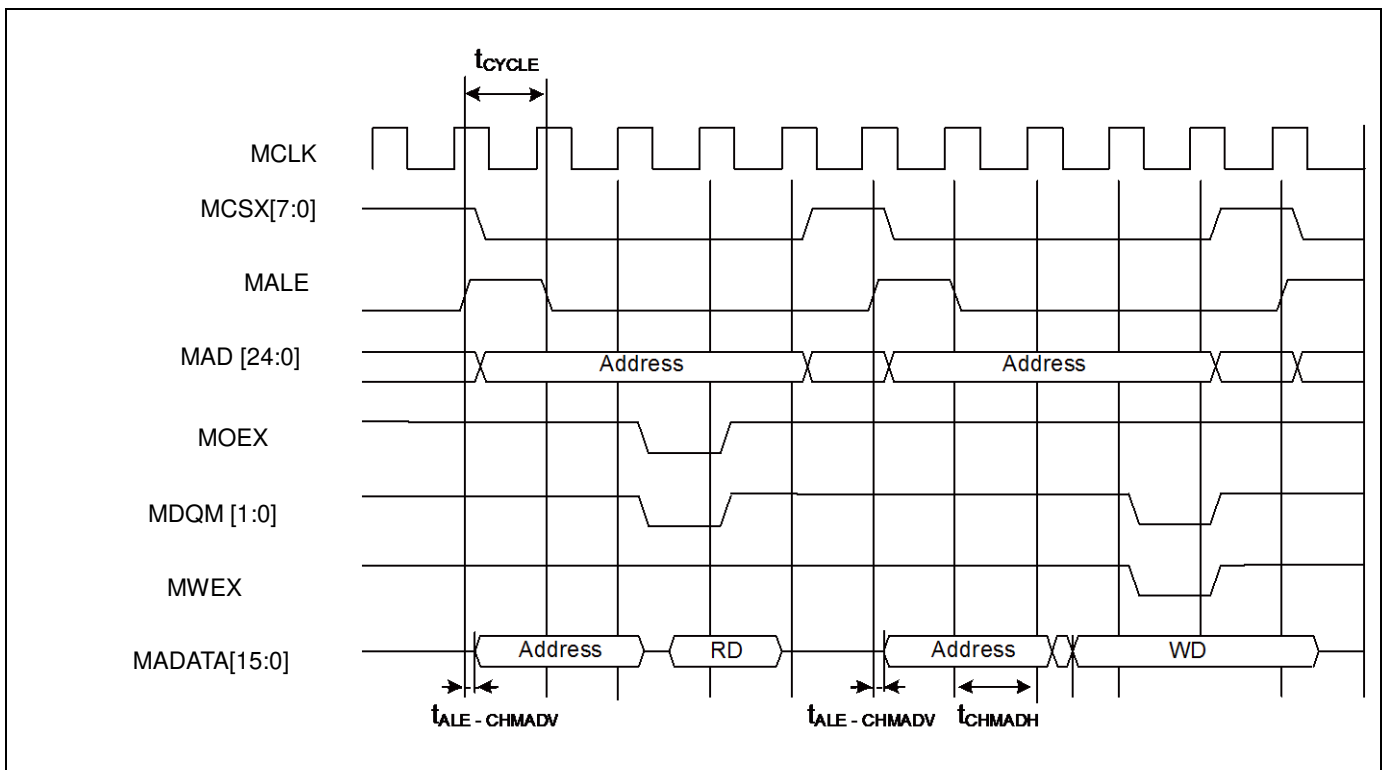 tCYCLE
MCLK
MCSX[7:0]
MALE
MAD [24:0] Address Address
MOEX
MDQM [1:0]
MWEX
MADATA[15:0] Address RD Address WD
tALE - CHMADV tALE - CHMADV tCHMADH